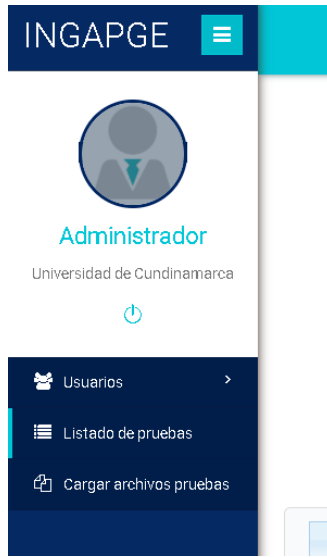 INGAPGE
Administrador
Universidad de Cundinamarca
Usuarios
Listado de pruebas
Cargar archivos pruebas